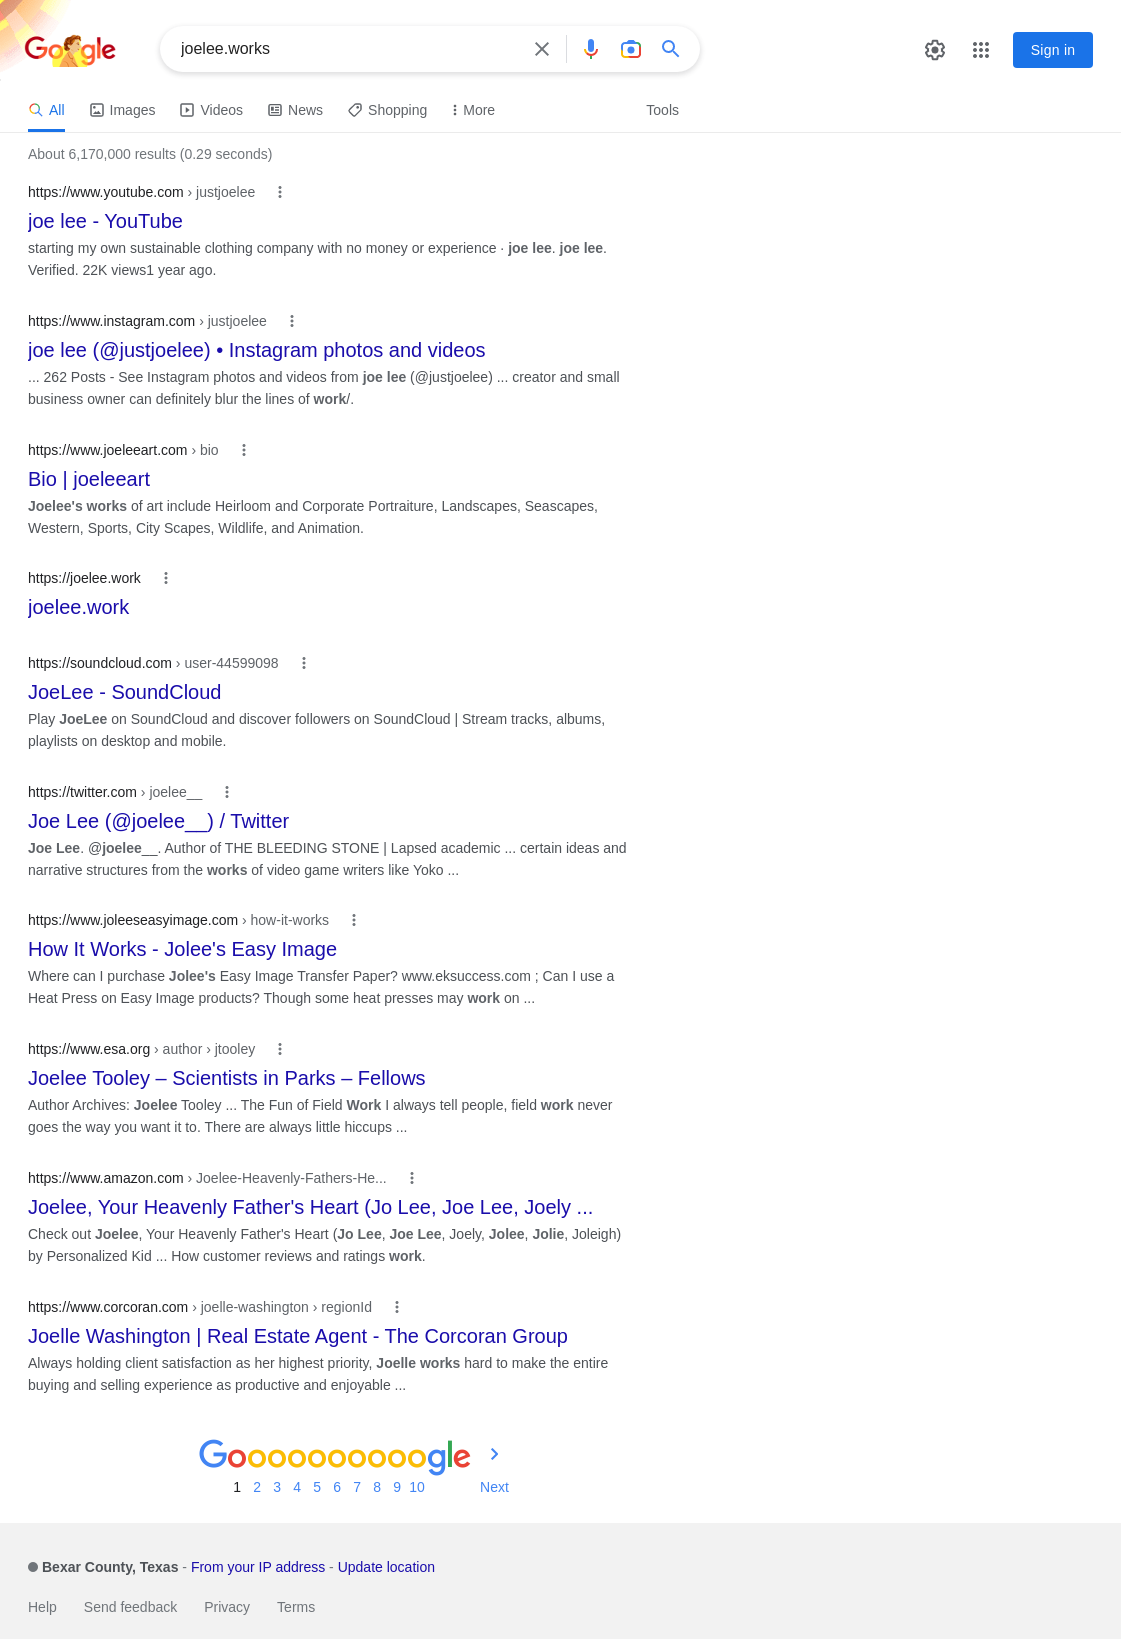 Google
joelee.works
Sign in
All Images Videos News Shopping More Tools
About 6,170,000 results (0.29 seconds)
https://www.youtube.com › justjoelee
joe lee - YouTube
starting my own sustainable clothing company with no money or experience · joe lee. joe lee.
Verified. 22K views1 year ago.
https://www.instagram.com › justjoelee
joe lee (@justjoelee) • Instagram photos and videos
... 262 Posts - See Instagram photos and videos from joe lee (@justjoelee) ... creator and small
business owner can definitely blur the lines of work/.
https://www.joeleeart.com › bio
Bio | joeleeart
Joelee's works of art include Heirloom and Corporate Portraiture, Landscapes, Seascapes,
Western, Sports, City Scapes, Wildlife, and Animation.
https://joelee.work
joelee.work
https://soundcloud.com › user-44599098
JoeLee - SoundCloud
Play JoeLee on SoundCloud and discover followers on SoundCloud | Stream tracks, albums,
playlists on desktop and mobile.
https://twitter.com › joelee__
Joe Lee (@joelee__) / Twitter
Joe Lee. @joelee__. Author of THE BLEEDING STONE | Lapsed academic ... certain ideas and
narrative structures from the works of video game writers like Yoko ...
https://www.joleeseasyimage.com › how-it-works
How It Works - Jolee's Easy Image
Where can I purchase Jolee's Easy Image Transfer Paper? www.eksuccess.com ; Can I use a
Heat Press on Easy Image products? Though some heat presses may work on ...
https://www.esa.org › author › jtooley
Joelee Tooley – Scientists in Parks – Fellows
Author Archives: Joelee Tooley ... The Fun of Field Work I always tell people, field work never
goes the way you want it to. There are always little hiccups ...
https://www.amazon.com › Joelee-Heavenly-Fathers-He...
Joelee, Your Heavenly Father's Heart (Jo Lee, Joe Lee, Joely ...
Check out Joelee, Your Heavenly Father's Heart (Jo Lee, Joe Lee, Joely, Jolee, Jolie, Joleigh)
by Personalized Kid ... How customer reviews and ratings work.
https://www.corcoran.com › joelle-washington › regionId
Joelle Washington | Real Estate Agent - The Corcoran Group
Always holding client satisfaction as her highest priority, Joelle works hard to make the entire
buying and selling experience as productive and enjoyable ...
Goooooooooogle
1 2 3 4 5 6 7 8 9 10 Next
Bexar County, Texas - From your IP address - Update location
Help Send feedback Privacy Terms